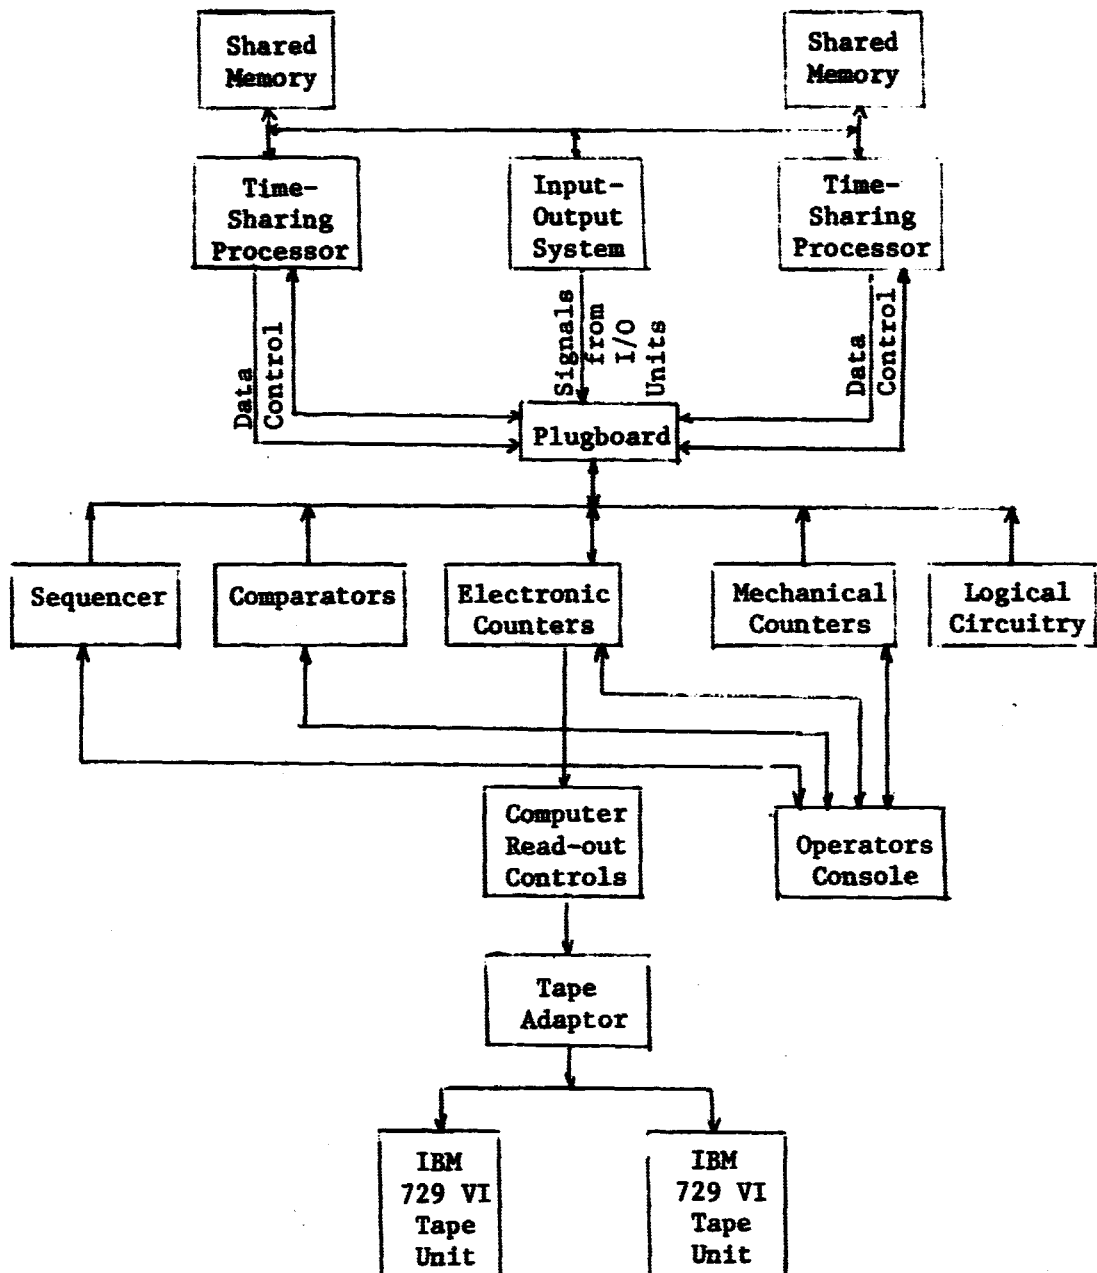 Shared
Memory
Shared
Memory
Time-
Sharing
Processor
Input-
Output
System
Time-
Sharing
Processor
Data
Control
Signals
from
I/O
Units
Data
Control
Plugboard
Sequencer
Comparators
Electronic
Counters
Mechanical
Counters
Logical
Circuitry
Computer
Read-out
Controls
Operators
Console
Tape
Adaptor
IBM
729 VI
Tape
Unit
IBM
729 VI
Tape
Unit